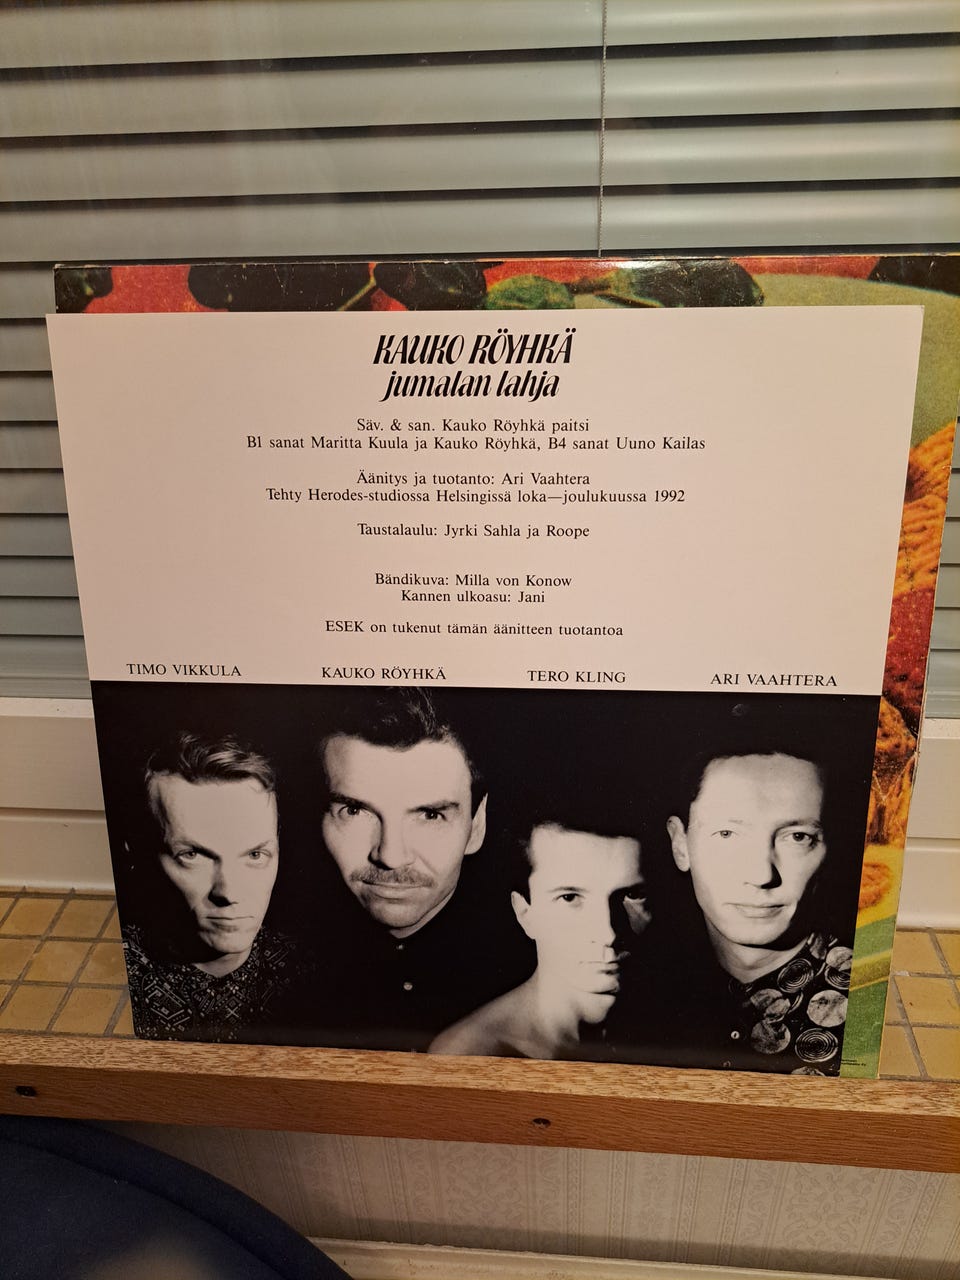 KAUKO RÖYHKÄ
jumalan lahja
Säv. & san. Kauko Röyhkä paitsi
B1 sanat Maritta Kuula ja Kauko Röyhkä, B4 sanat Uuno Kailas
Äänitys ja tuotanto: Ari Vaahtera
Tehty Herodes-studiossa Helsingissä loka—joulukuussa 1992
Taustalaulu: Jyrki Sahla ja Roope
Bändikuva: Milla von Konow
Kannen ulkoasu: Jani
ESEK on tukenut tämän äänitteen tuotantoa
TIMO VIKKULA KAUKO RÖYHKÄ TERO KLING ARI VAAHTERA